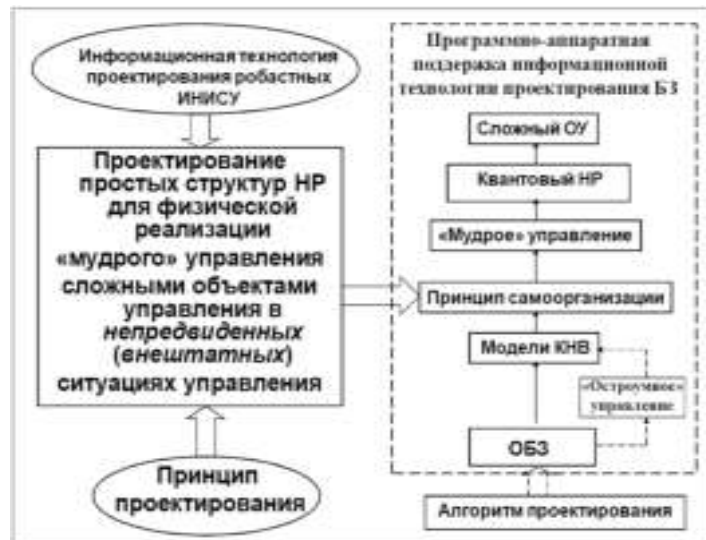 Информационная технология
проектирования робастных
ИНИСУ
Проектирование
простых структур НР
для физической
реализации
«мудрого» управления
сложными объектами
управления в
непредвиденных
(внештатных)
ситуациях управления
Принцип
проектирования
Программно-аппаратная
поддержка информационной
технологии проектирования БЗ
Сложный ОУ
Квантовый НР
«Мудрое» управление
Принцип самоорганизации
Модели КНВ
«Остроумное»
управление
ОБЗ
Алгоритм проектирования